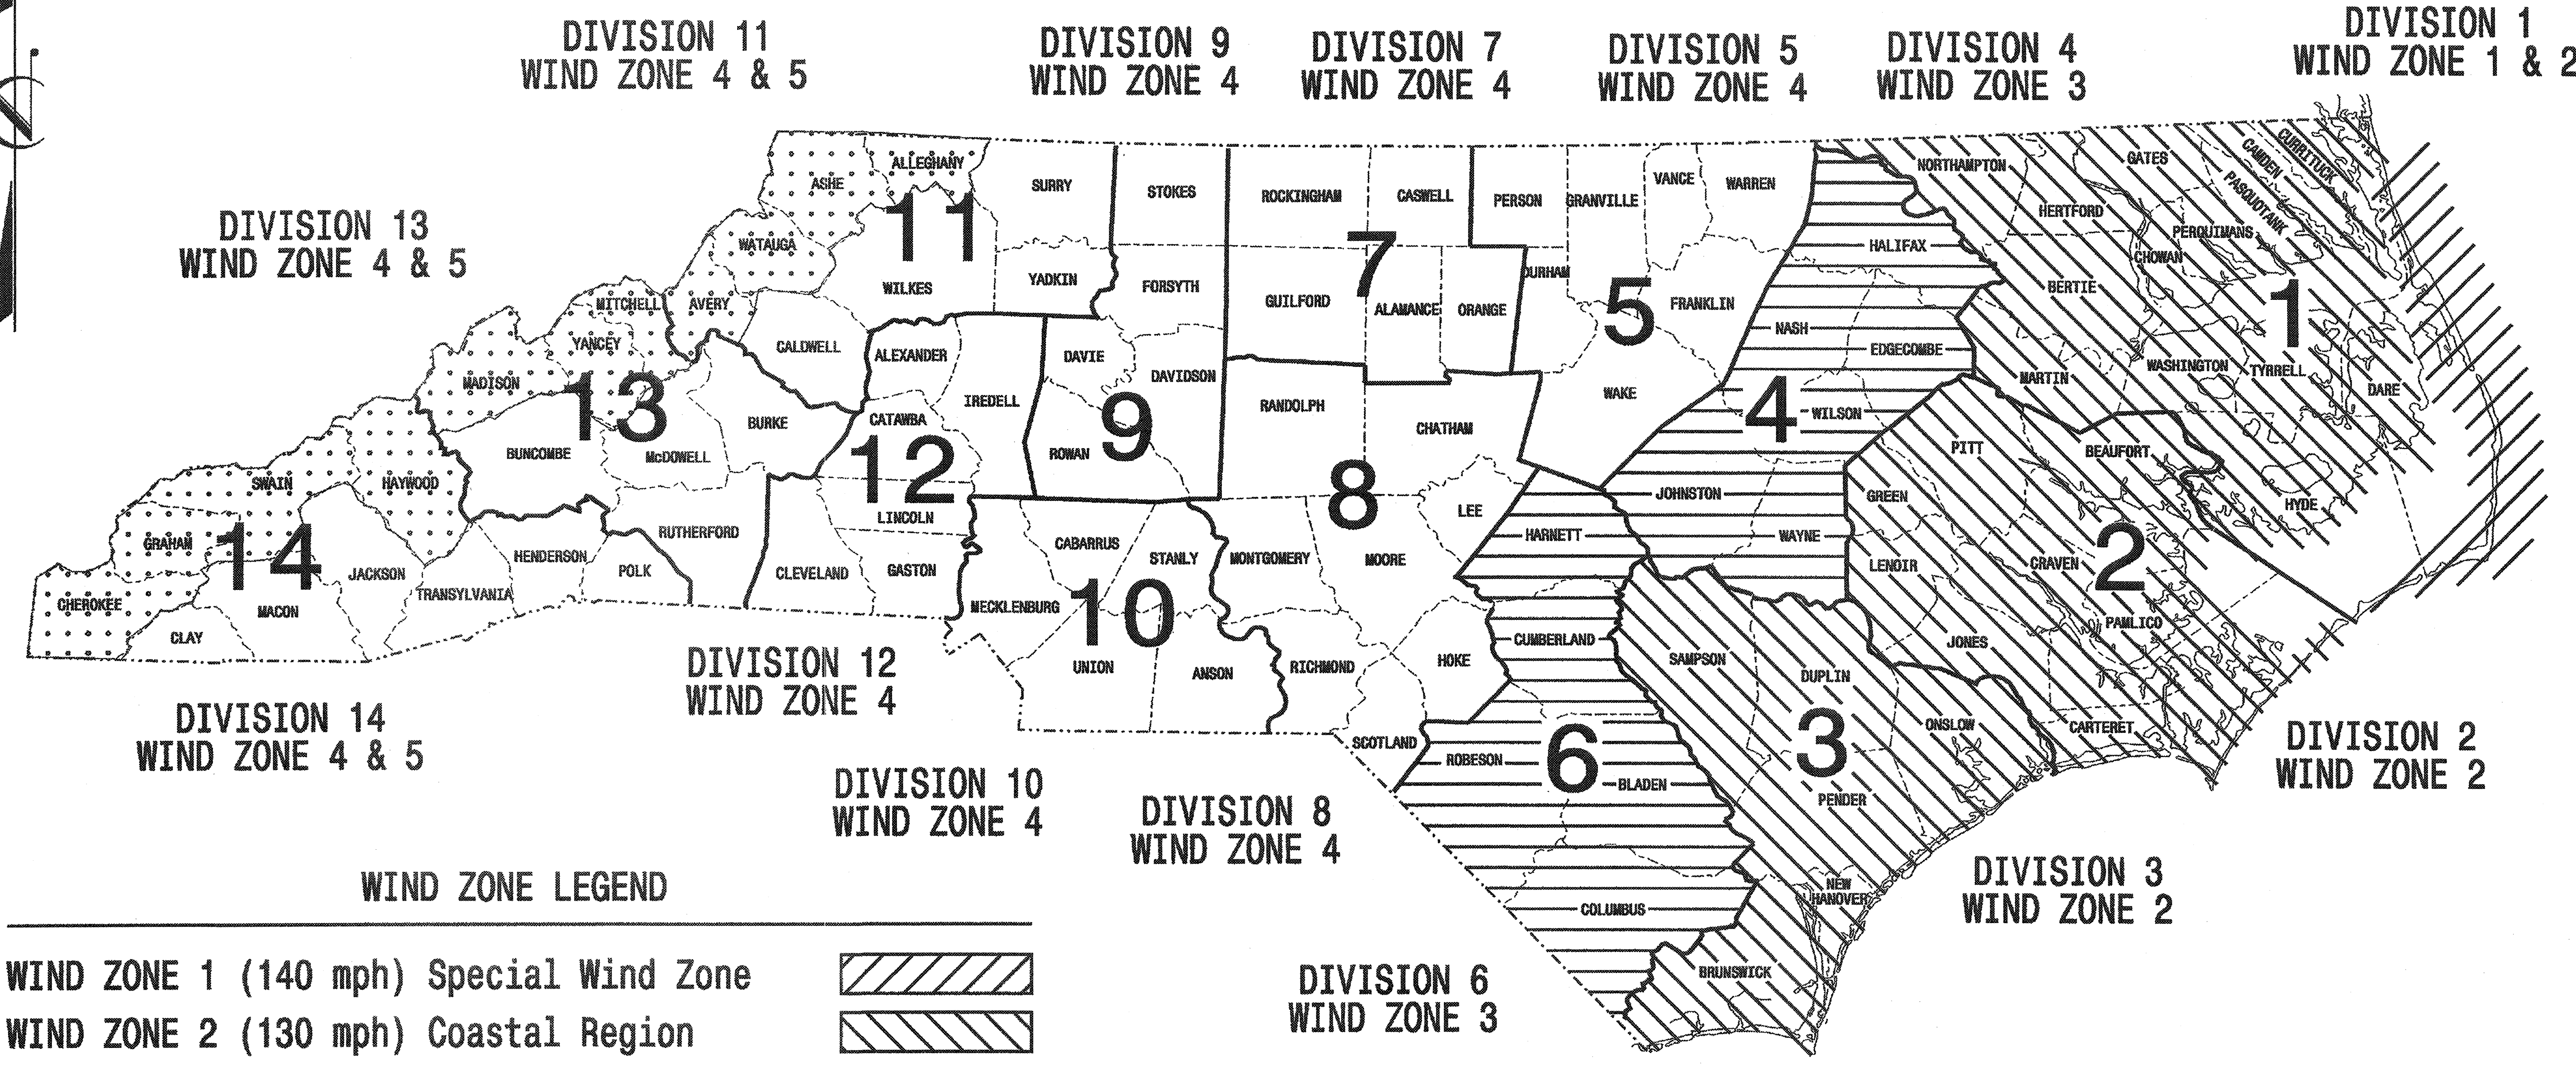 DIVISION 11
WIND ZONE 4 & 5
DIVISION 9
WIND ZONE 4
DIVISION 7
WIND ZONE 4
DIVISION 5
WIND ZONE 4
DIVISION 4
WIND ZONE 3
DIVISION 1
WIND ZONE 1 & 2
DIVISION 13
WIND ZONE 4 & 5
ALLEGHANY
ASHE
11
WATAUGA
WILKES
SURRY
YADKIN
STOKES
FORSYTH
ROCKINGHAM
CASWELL
7
GUILFORD
ALAMANCE
ORANGE
PERSON
GRANVILLE
VANCE
WARREN
DURHAM
5
FRANKLIN
WAKE
NORTHAMPTON
HALIFAX
NASH
EDGECOMBE
4
WILSON
JOHNSTON
WAYNE
GATES
CAMDEN
CURRITUCK
PASQUOTANK
HERTFORD
PERQUIMANS
CHOWAN
BERTIE
1
MARTIN
WASHINGTON
TYRRELL
DARE
HYDE
MITCHELL
AVERY
YANCEY
CALDWELL
MADISON
13
BUNCOMBE
McDOWELL
BURKE
RUTHERFORD
ALEXANDER
IREDELL
CATAWBA
12
LINCOLN
CLEVELAND
GASTON
DAVIE
DAVIDSON
9
ROWAN
RANDOLPH
CHATHAM
8
LEE
MONTGOMERY
MOORE
RICHMOND
HOKE
SCOTLAND
SWAIN
HAYWOOD
GRAHAM
14
JACKSON
CHEROKEE
MACON
CLAY
TRANSYLVANIA
HENDERSON
POLK
CABARRUS
STANLY
MECKLENBURG
10
UNION
ANSON
HARNETT
CUMBERLAND
ROBESON
6
BLADEN
COLUMBUS
PITT
BEAUFORT
GREEN
2
LENOIR
CRAVEN
PAMLICO
JONES
CARTERET
SAMPSON
DUPLIN
ONSLOW
3
PENDER
NEW
HANOVER
BRUNSWICK
DIVISION 14
WIND ZONE 4 & 5
DIVISION 12
WIND ZONE 4
DIVISION 10
WIND ZONE 4
DIVISION 8
WIND ZONE 4
DIVISION 6
WIND ZONE 3
DIVISION 2
WIND ZONE 2
DIVISION 3
WIND ZONE 2
WIND ZONE LEGEND
WIND ZONE 1 (140 mph) Special Wind Zone
WIND ZONE 2 (130 mph) Coastal Region